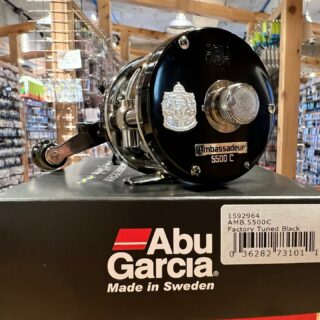 Ambassadeur
5500 C
1592964
AMB.5500C
Factory Tuned Black
0 36282 73101 1
Abu
Garcia®
Made in Sweden